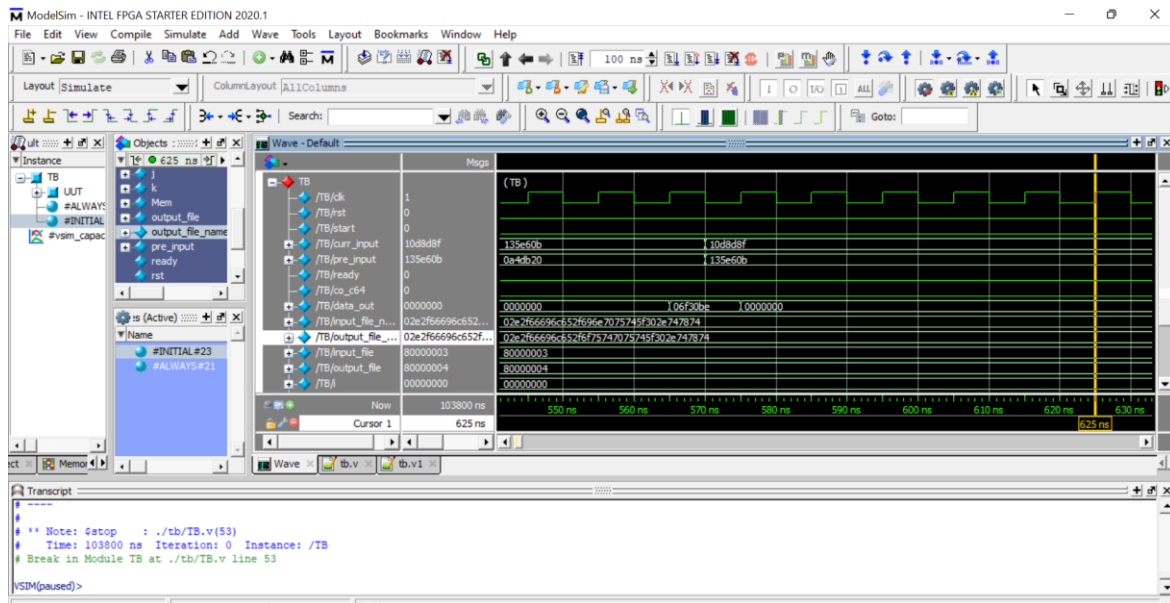 ModelSim - INTEL FPGA STARTER EDITION 2020.1
File Edit View Compile Simulate Add Wave Tools Layout Bookmarks Window Help
100 ns
Layout Simulate ColumnLayout AllColumns
Search: Goto:
Objects 625 ns
Instance
TB
UUT
#ALWAYS
#INITIAL
#vsim_capac
j
k
Mem
output_file
output_file_name
pre_input
ready
rst
s (Active)
Name
#INITIAL#23
#ALWAYS#21
Wave - Default
Msgs
TB (TB)
/TB/clk 1
/TB/rst 0
/TB/start 0
/TB/curr_input 10d8d8f 135e60b 10d8d8f
/TB/pre_input 135e60b 0a4db20 135e60b
/TB/ready 0
/TB/co_c64 0
/TB/data_out 0000000 0000000 06f30be 0000000
/TB/input_file_n... 02e2f66696c652... 02e2f66696c652f696e7075745f302e747874
/TB/output_file_... 02e2f66696c652f... 02e2f66696c652f6f75747075745f302e747874
/TB/input_file 80000003 80000003
/TB/output_file 80000004 80000004
/TB/i 00000000 00000000
Now 103800 ns 550 ns 560 ns 570 ns 580 ns 590 ns 600 ns 610 ns 620 ns 630 ns
Cursor 1 625 ns 625 ns
ect Memor Wave tb.v tb.v1
Transcript
# ----
#
# ** Note: $stop : ./tb/TB.v(53)
# Time: 103800 ns Iteration: 0 Instance: /TB
# Break in Module TB at ./tb/TB.v line 53
VSIM(paused)>